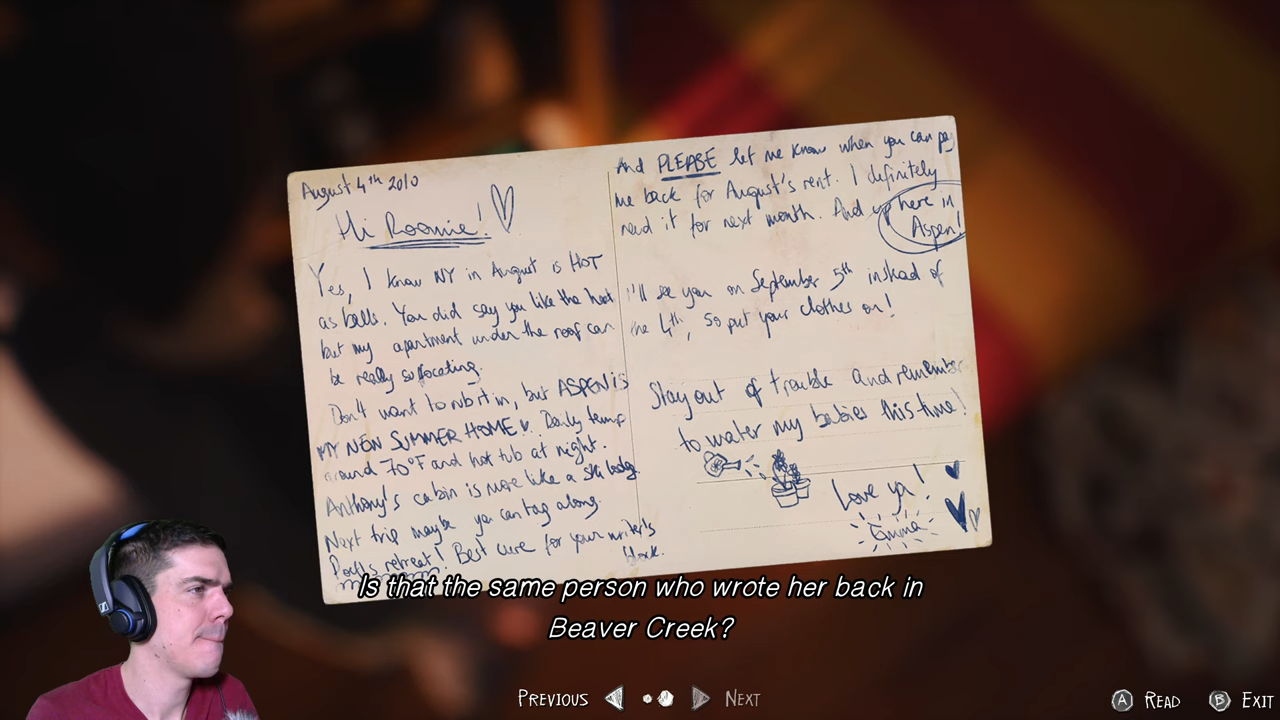 August 4th 2010
Hi Roomie!
Yes, I know NY in August is HOT
as balls. You did say you like the heat
but my apartment under the roof can
be really suffocating.
Don't want to rub it in, but ASPEN IS
MY NEW SUMMER HOME. Daily temp
around 70°F and hot tub at night.
Anthony's cabin is more like a ski lodge.
Next trip maybe you can tag along.
Poet's retreat! Best cure for your writer's
block.
And PLEASE let me know when you can pay
me back for August's rent. I definitely
need it for next month. And up here in
Aspen!
I'll see you on September 5th instead of
the 4th, so put your clothes on!
Stay out of trouble and remember
to water my babies this time!
Love ya!
Emma
Is that the same person who wrote her back in
Beaver Creek?
PREVIOUS
NEXT
A READ
B EXIT